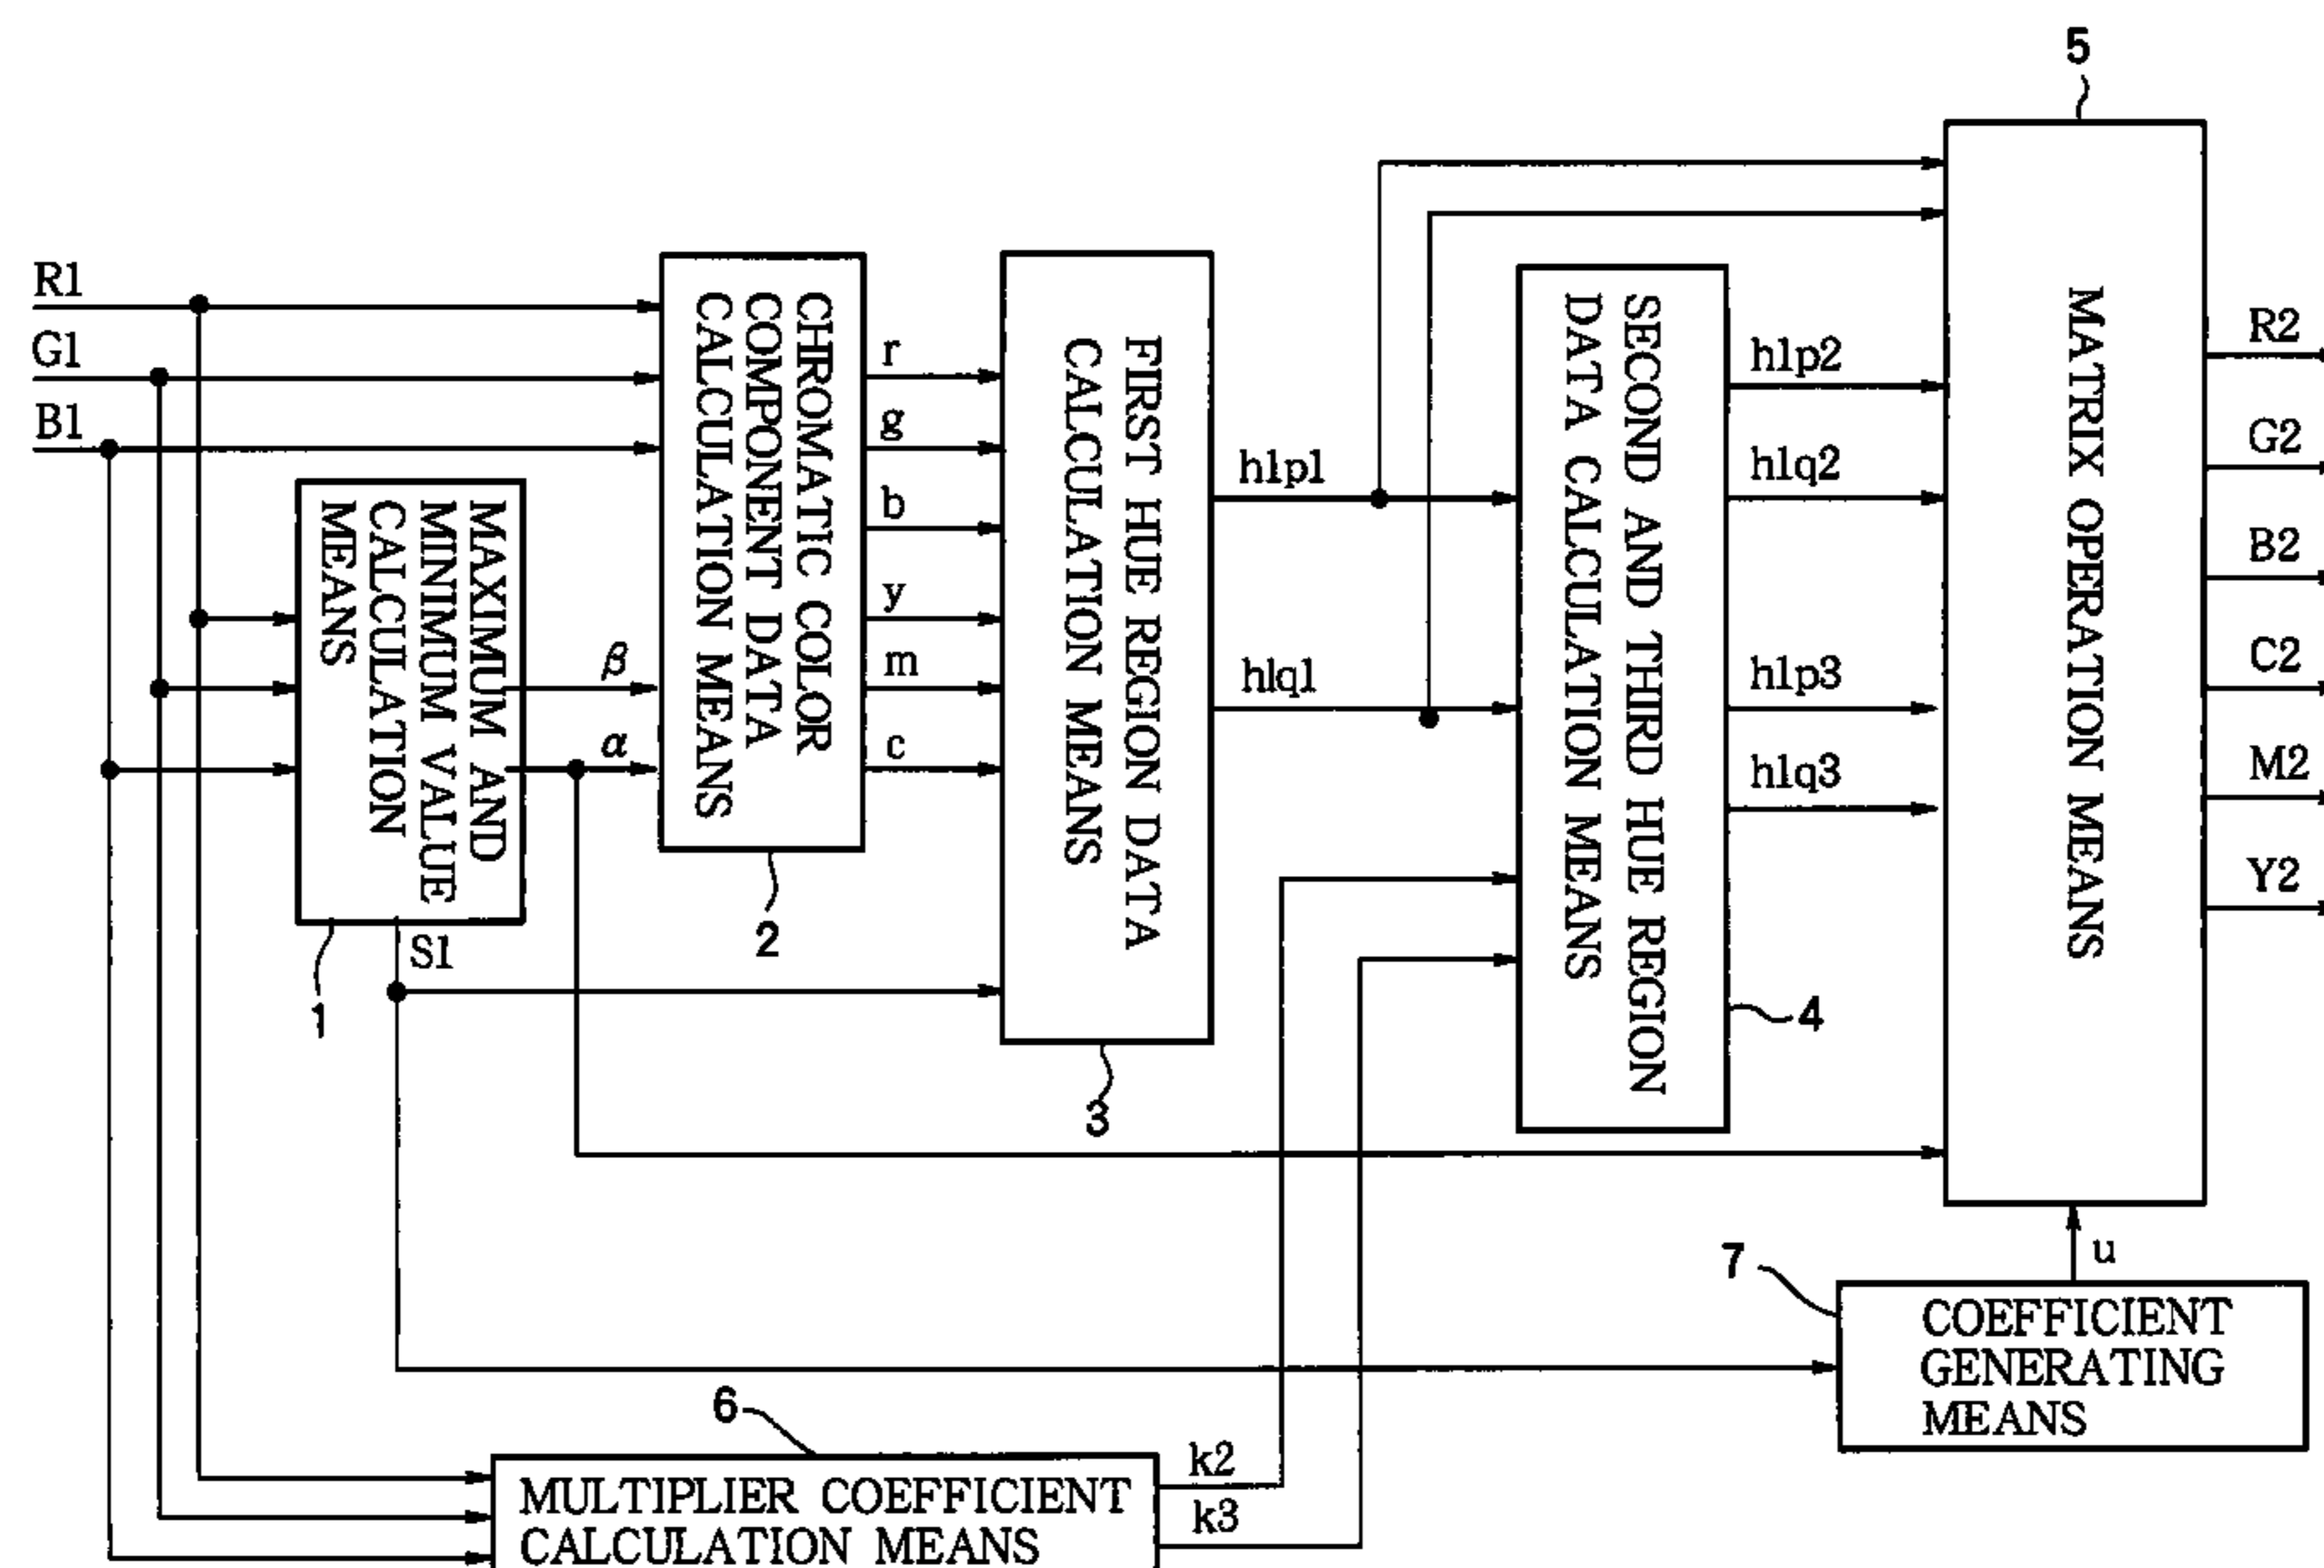 5
R1
G1
B1
MAXIMUM AND
MINIMUM VALUE
CALCULATION
MEANS
1
S1
β
α
CHROMATIC COLOR
COMPONENT DATA
CALCULATION MEANS
2
r
g
b
y
m
c
FIRST HUE REGION DATA
CALCULATION MEANS
3
h1p1
h1q1
SECOND AND THIRD HUE REGION
DATA CALCULATION MEANS
4
h1p2
h1q2
h1p3
h1q3
MATRIX OPERATION MEANS
R2
G2
B2
C2
M2
Y2
u
7
COEFFICIENT
GENERATING
MEANS
6
MULTIPLIER COEFFICIENT
CALCULATION MEANS
k2
k3